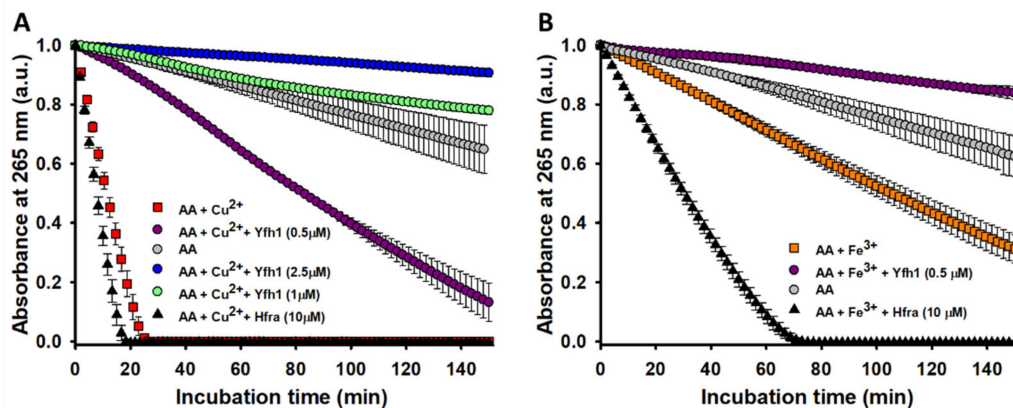 A
Absorbance at 265 nm (a.u.)
1.0
0.8
0.6
0.4
0.2
0.0
AA + Cu²⁺
AA + Cu²⁺ + Yfh1 (0.5µM)
AA
AA + Cu²⁺ + Yfh1 (2.5µM)
AA + Cu²⁺ + Yfh1 (1µM)
AA + Cu²⁺ + Hfra (10µM)
0 20 40 60 80 100 120 140
Incubation time (min)
B
Absorbance at 265 nm (a.u.)
1.0
0.8
0.6
0.4
0.2
0.0
AA + Fe³⁺
AA + Fe³⁺ + Yfh1 (0.5 µM)
AA
AA + Fe³⁺ + Hfra (10 µM)
0 20 40 60 80 100 120 140
Incubation time (min)